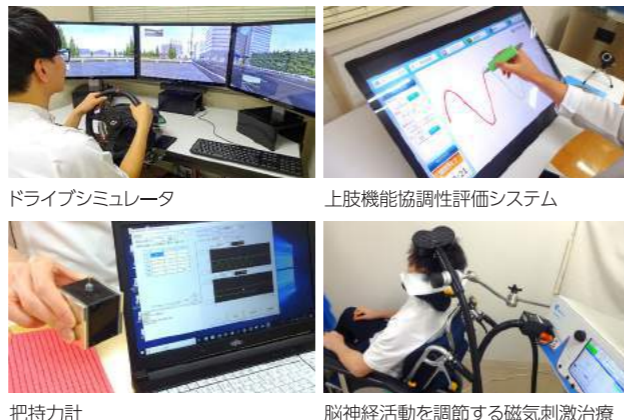 ドライブシミュレータ
上肢機能協調性評価システム
把持力計
脳神経活動を調節する磁気刺激治療